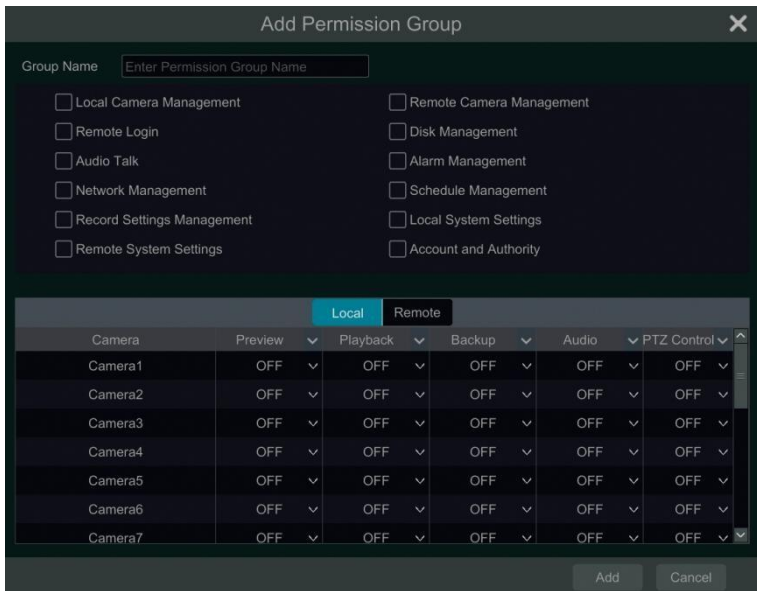 Add Permission Group
Group Name Enter Permission Group Name
Local Camera Management Remote Camera Management
Remote Login Disk Management
Audio Talk Alarm Management
Network Management Schedule Management
Record Settings Management Local System Settings
Remote System Settings Account and Authority
Local Remote
Camera Preview Playback Backup Audio PTZ Control
Camera1 OFF OFF OFF OFF OFF
Camera2 OFF OFF OFF OFF OFF
Camera3 OFF OFF OFF OFF OFF
Camera4 OFF OFF OFF OFF OFF
Camera5 OFF OFF OFF OFF OFF
Camera6 OFF OFF OFF OFF OFF
Camera7 OFF OFF OFF OFF OFF
Add Cancel